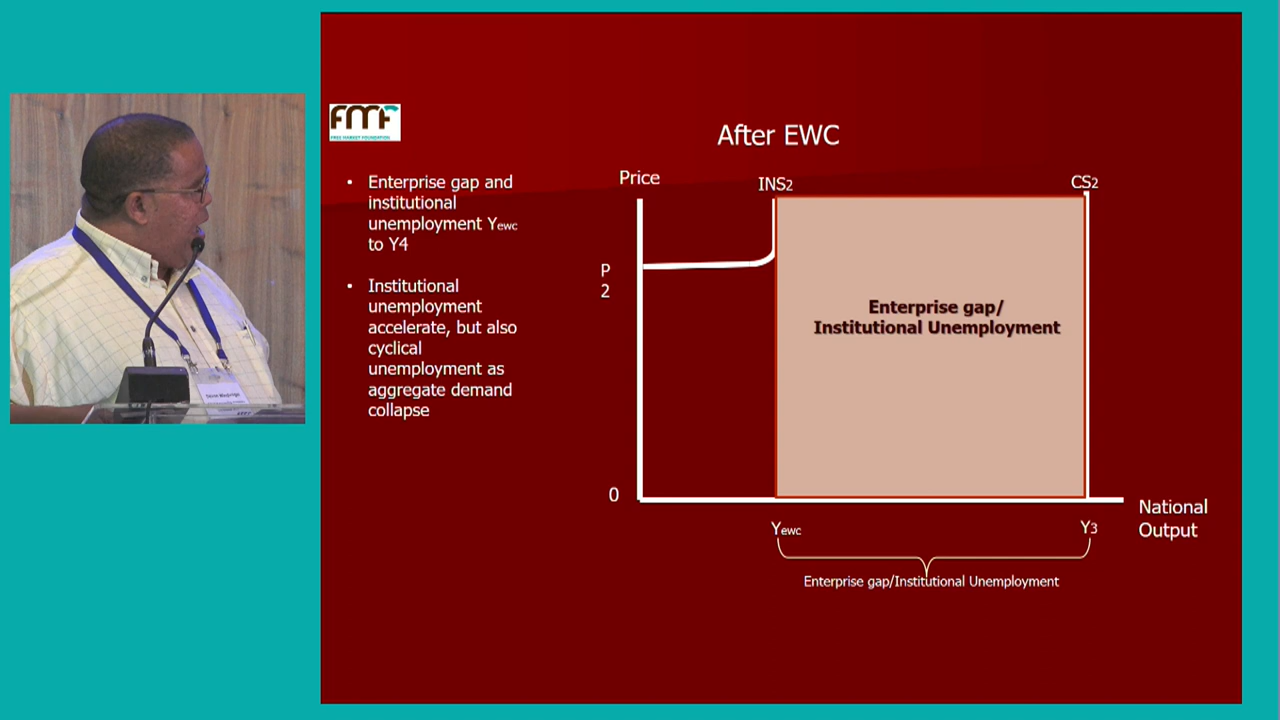 FMF
FREE MARKET FOUNDATION
After EWC
• Enterprise gap and
institutional
unemployment Yewc
to Y4
• Institutional
unemployment
accelerate, but also
cyclical
unemployment as
aggregate demand
collapse
Price
INS2
CS2
P
2
Enterprise gap/
Institutional Unemployment
0
National
Output
Yewc
Y3
Enterprise gap/Institutional Unemployment